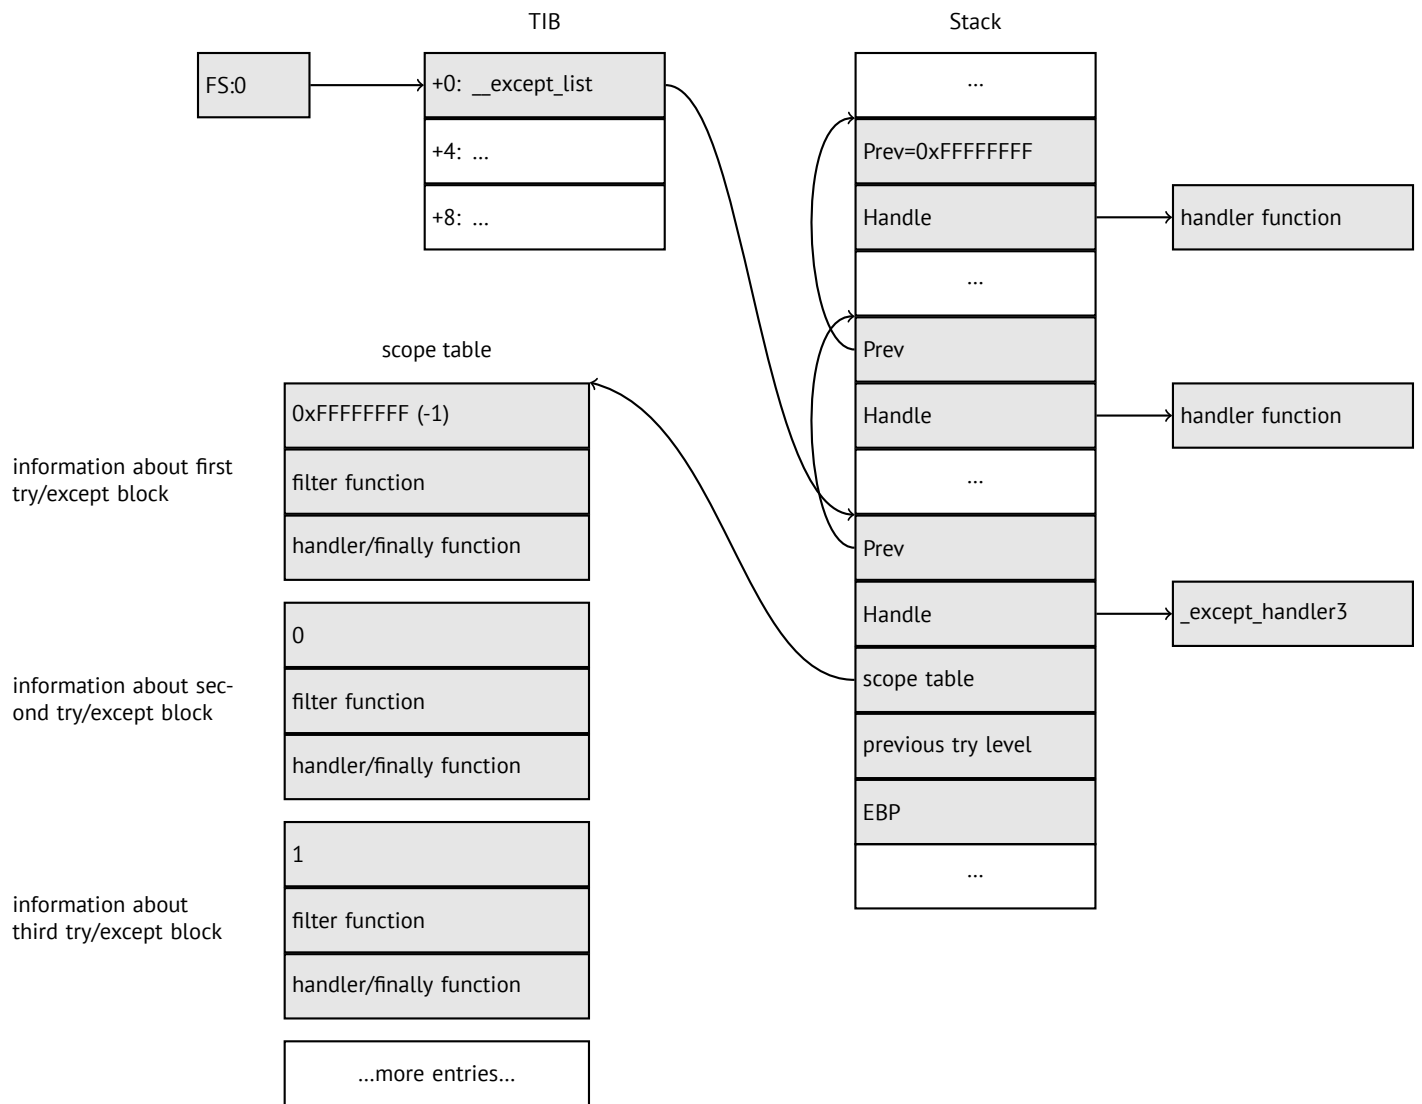 TIB
Stack
FS:0
+0: __except_list
+4: ...
+8: ...
...
Prev=0xFFFFFFFF
Handle
handler function
...
Prev
Handle
handler function
...
Prev
Handle
_except_handler3
scope table
previous try level
EBP
...
scope table
0xFFFFFFFF (-1)
information about first
try/except block
filter function
handler/finally function
0
information about sec-
ond try/except block
filter function
handler/finally function
1
information about
third try/except block
filter function
handler/finally function
...more entries...